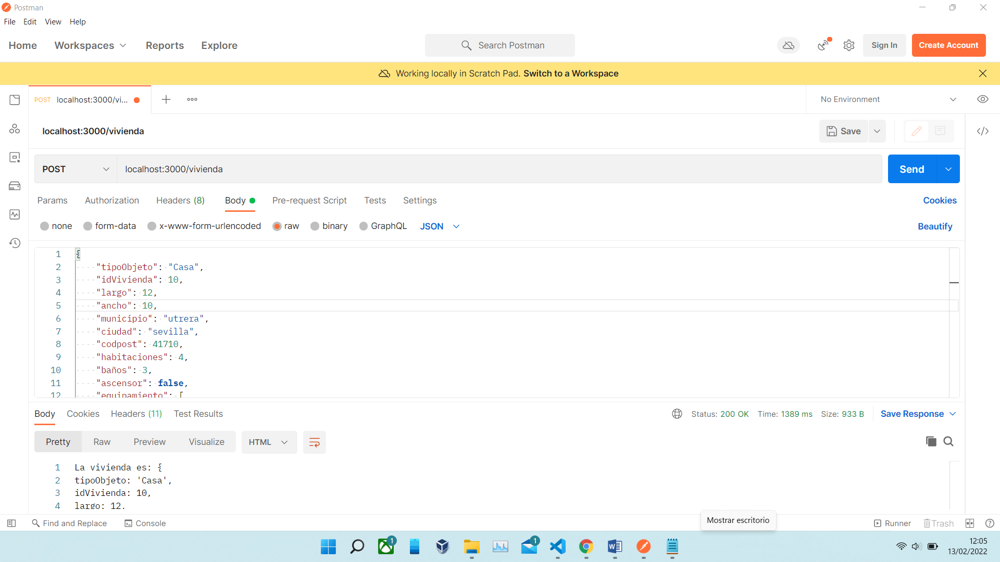 Postman
File Edit View Help
Home Workspaces Reports Explore Search Postman Sign In Create Account
Working locally in Scratch Pad. Switch to a Workspace
POST localhost:3000/vi... No Environment
localhost:3000/vivienda Save
POST localhost:3000/vivienda Send
Params Authorization Headers (8) Body Pre-request Script Tests Settings Cookies
none form-data x-www-form-urlencoded raw binary GraphQL JSON Beautify
1 {
2 "tipoObjeto": "Casa",
3 "idVivienda": 10,
4 "largo": 12,
5 "ancho": 10,
6 "municipio": "utrera",
7 "ciudad": "sevilla",
8 "codpost": 41710,
9 "habitaciones": 4,
10 "baños": 3,
11 "ascensor": false,
12 "equipamiento": [
Body Cookies Headers (11) Test Results Status: 200 OK Time: 1389 ms Size: 933 B Save Response
Pretty Raw Preview Visualize HTML
1 La vivienda es: {
2 tipoObjeto: 'Casa',
3 idVivienda: 10,
4 largo: 12,
Mostrar escritorio
Find and Replace Console Runner Trash
1 1 12:05
13/02/2022